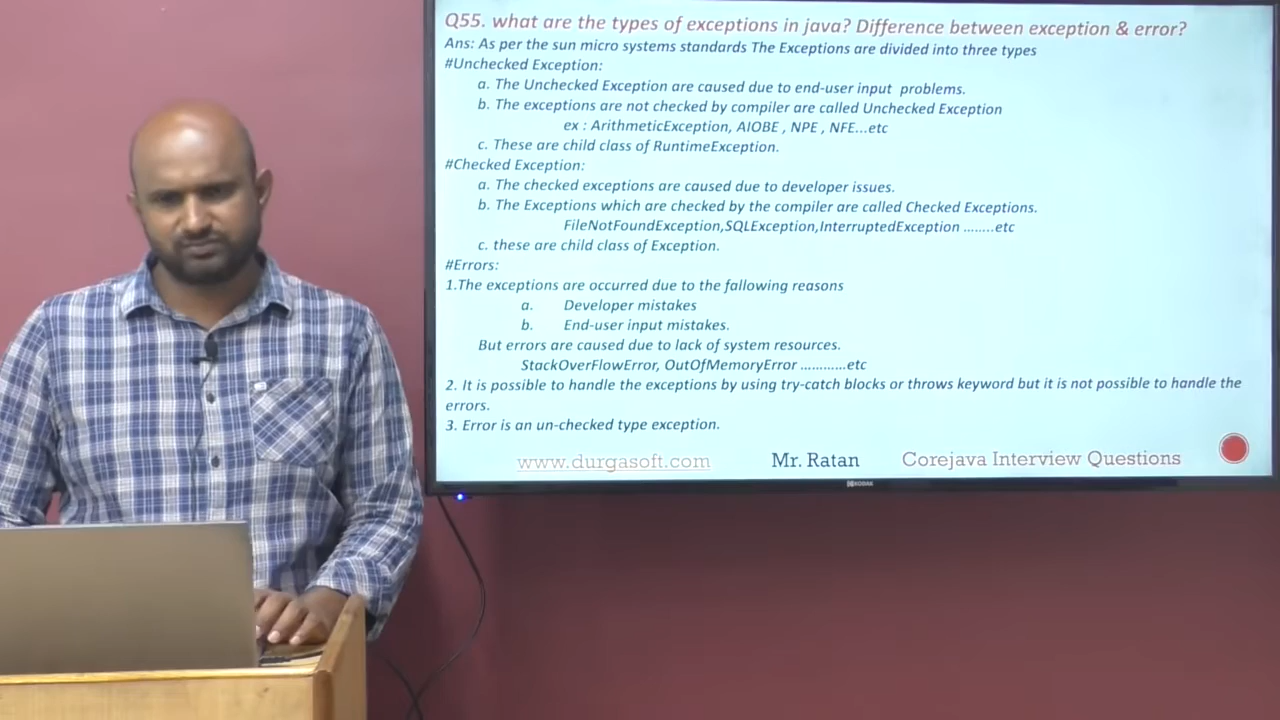 Q55. what are the types of exceptions in java? Difference between exception & error?
Ans: As per the sun micro systems standards The Exceptions are divided into three types
#Unchecked Exception:
a. The Unchecked Exception are caused due to end-user input problems.
b. The exceptions are not checked by compiler are called Unchecked Exception
ex : ArithmeticException, AIOBE , NPE , NFE...etc
c. These are child class of RuntimeException.
#Checked Exception:
a. The checked exceptions are caused due to developer issues.
b. The Exceptions which are checked by the compiler are called Checked Exceptions.
FileNotFoundException,SQLException,InterruptedException ........etc
c. these are child class of Exception.
#Errors:
1.The exceptions are occurred due to the fallowing reasons
a. Developer mistakes
b. End-user input mistakes.
But errors are caused due to lack of system resources.
StackOverFlowError, OutOfMemoryError ............etc
2. It is possible to handle the exceptions by using try-catch blocks or throws keyword but it is not possible to handle the
errors.
3. Error is an un-checked type exception.
www.durgasoft.com Mr. Ratan Corejava Interview Questions
KODAK